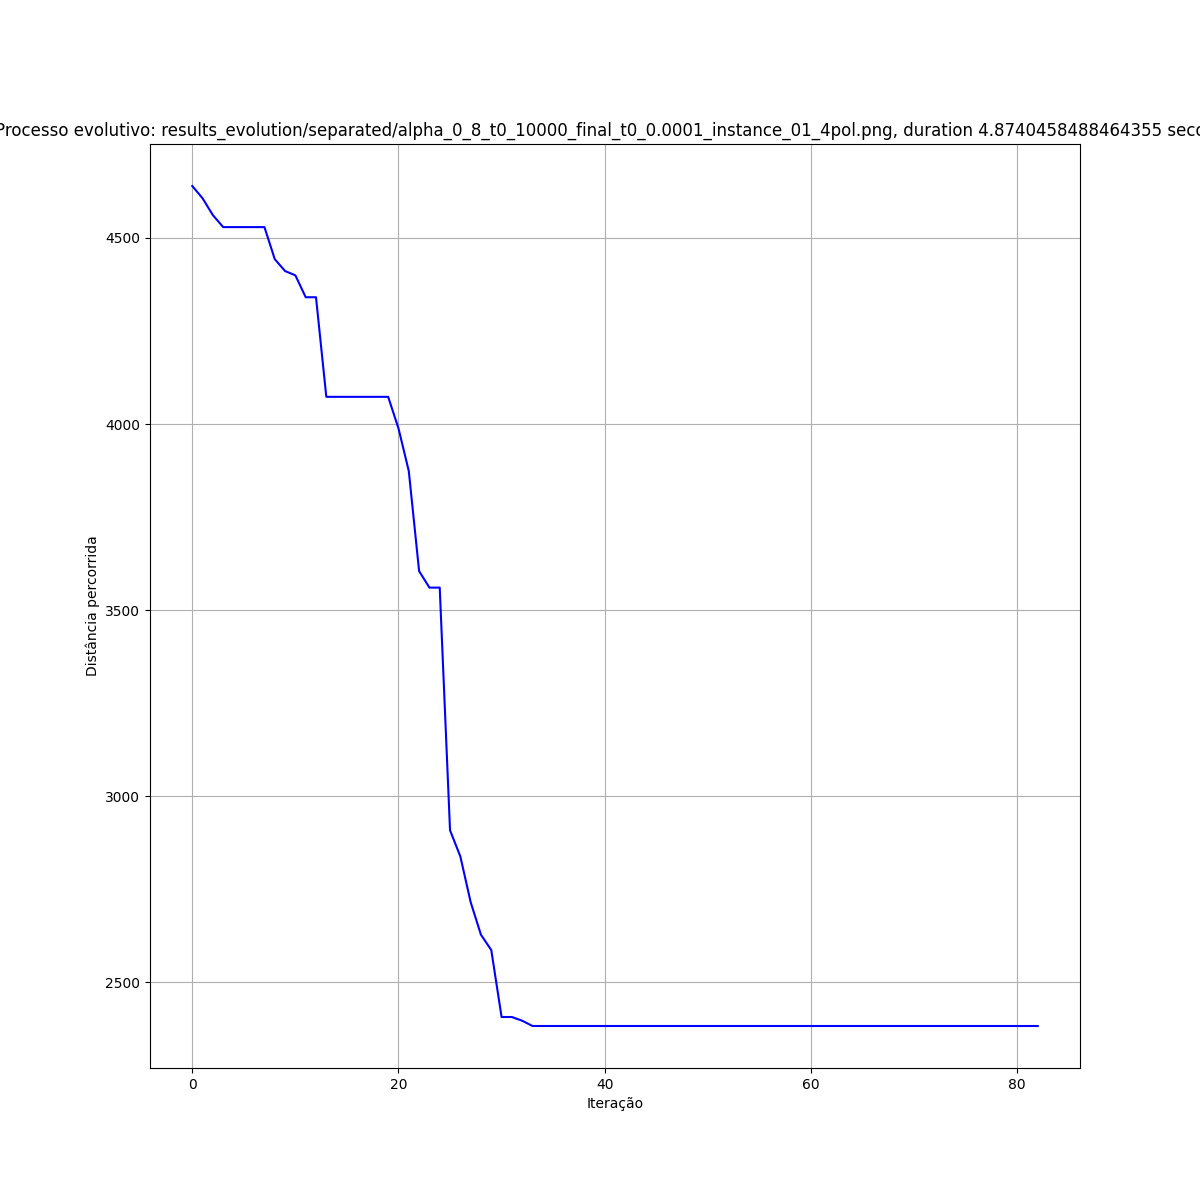 Processo evolutivo: results_evolution/separated/alpha_0_8_t0_10000_final_t0_0.0001_instance_01_4pol.png, duration 4.8740458488464355
4500
4000
3500
3000
2500
Distância percorrida
0 20 40 60 80
Iteração